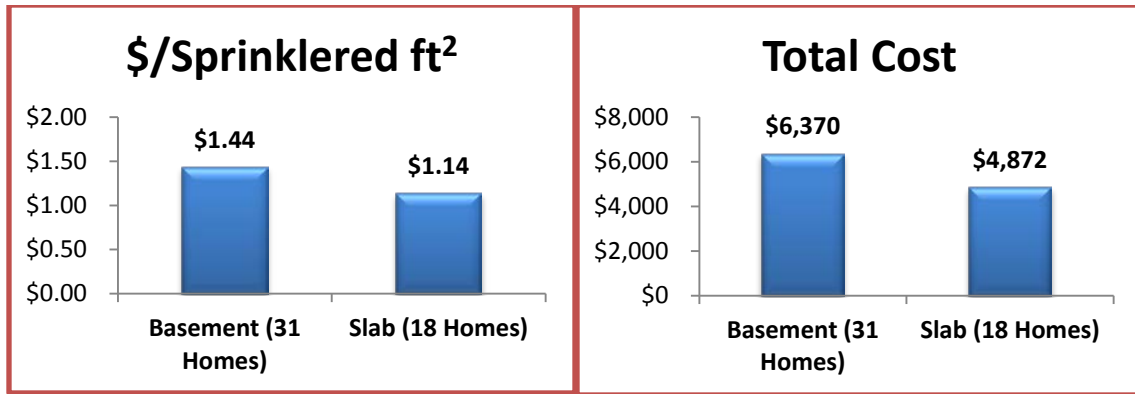 $/Sprinklered ft²
$2.00
$1.50
$1.00
$0.50
$0.00
$1.44
$1.14
Basement (31
Homes)
Slab (18 Homes)
Total Cost
$8,000
$6,000
$4,000
$2,000
$0
$6,370
$4,872
Basement (31
Homes)
Slab (18 Homes)